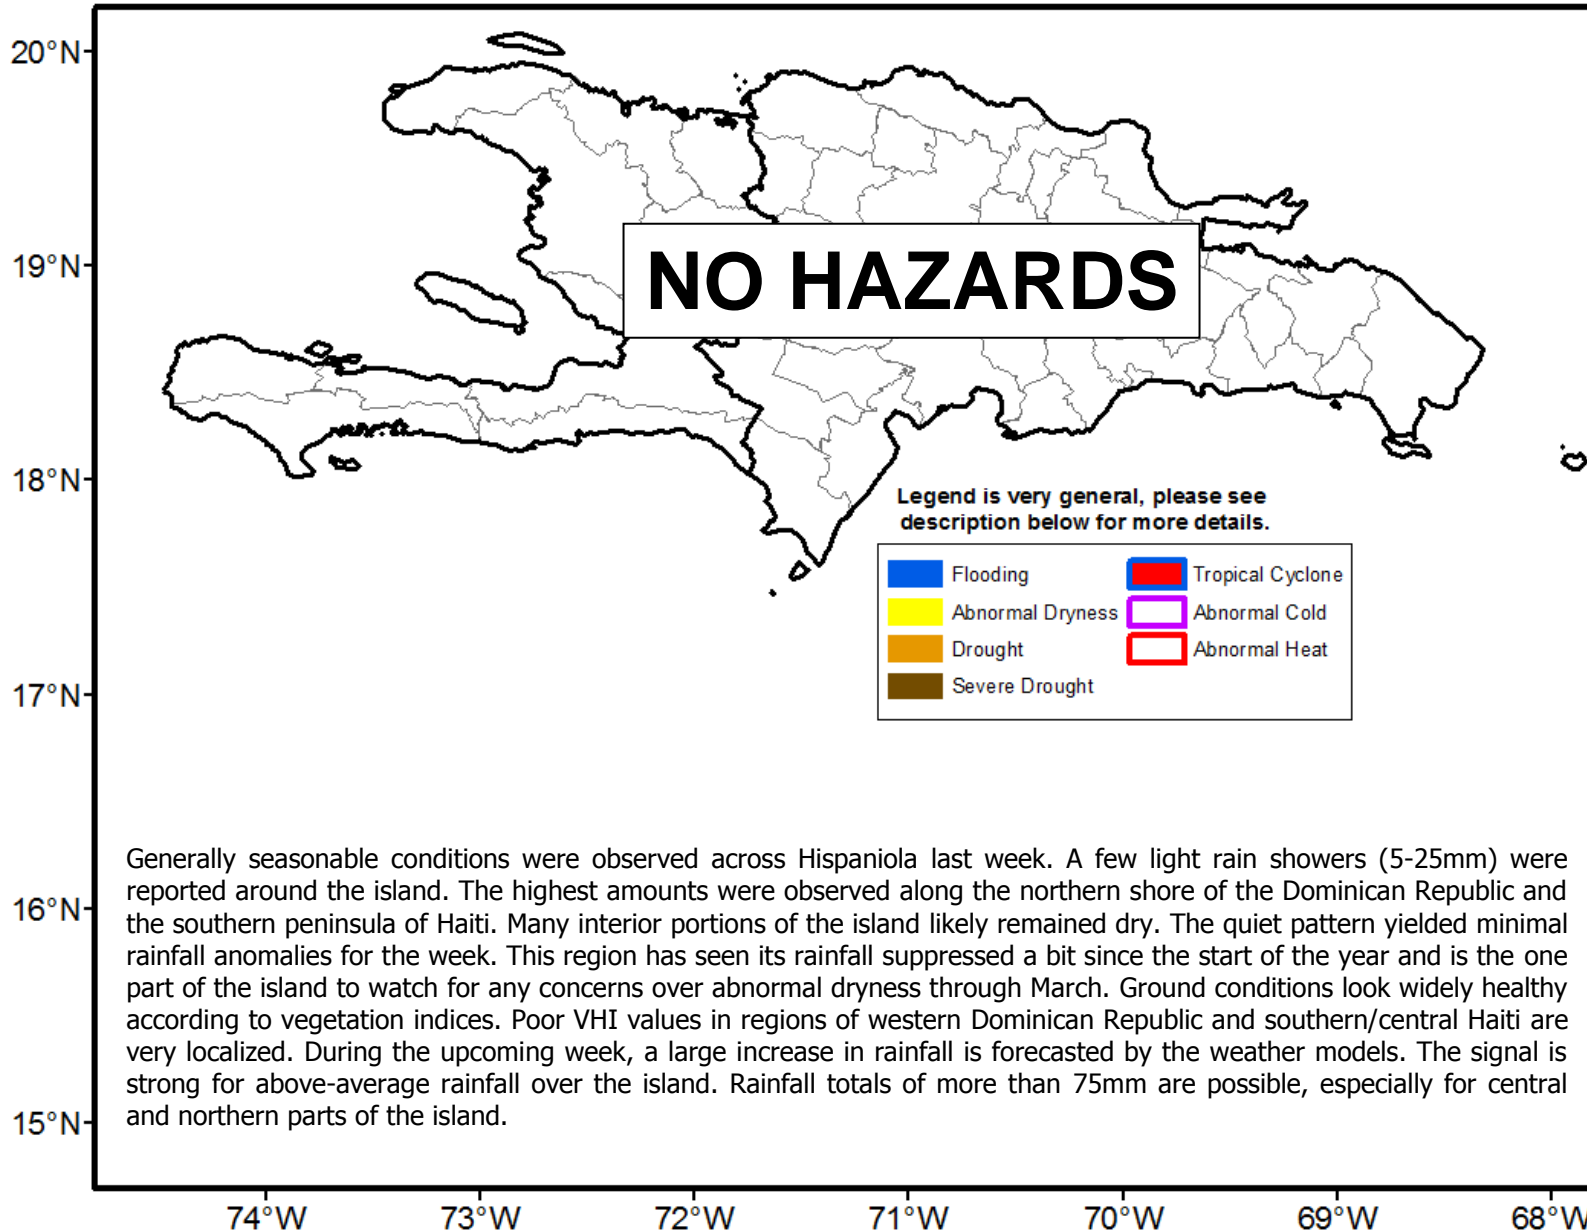 20°N
19°N
18°N
17°N
16°N
15°N
NO HAZARDS
Legend is very general, please see
description below for more details.
Flooding
Tropical Cyclone
Abnormal Dryness
Abnormal Cold
Drought
Abnormal Heat
Severe Drought
Generally seasonable conditions were observed across Hispaniola last week. A few light rain showers (5-25mm) were
reported around the island. The highest amounts were observed along the northern shore of the Dominican Republic and
the southern peninsula of Haiti. Many interior portions of the island likely remained dry. The quiet pattern yielded minimal
rainfall anomalies for the week. This region has seen its rainfall suppressed a bit since the start of the year and is the one
part of the island to watch for any concerns over abnormal dryness through March. Ground conditions look widely healthy
according to vegetation indices. Poor VHI values in regions of western Dominican Republic and southern/central Haiti are
very localized. During the upcoming week, a large increase in rainfall is forecasted by the weather models. The signal is
strong for above-average rainfall over the island. Rainfall totals of more than 75mm are possible, especially for central
and northern parts of the island.
74°W 73°W 72°W 71°W 70°W 69°W 68°W